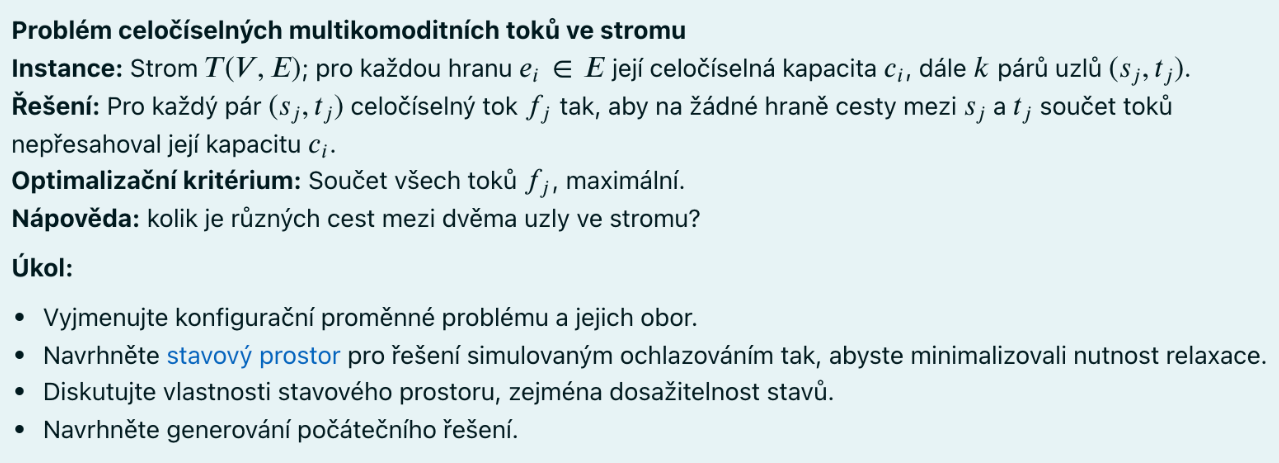 Problém celočíselných multikomoditních toků ve stromu
Instance: Strom T(V, E); pro každou hranu e_i ∈ E její celočíselná kapacita c_i, dále k párů uzlů (s_j, t_j).
Řešení: Pro každý pár (s_j, t_j) celočíselný tok f_j tak, aby na žádné hraně cesty mezi s_j a t_j součet toků
nepřesahoval její kapacitu c_i.
Optimalizační kritérium: Součet všech toků f_j, maximální.
Nápověda: kolik je různých cest mezi dvěma uzly ve stromu?
Úkol:
• Vyjmenujte konfigurační proměnné problému a jejich obor.
• Navrhněte stavový prostor pro řešení simulovaným ochlazováním tak, abyste minimalizovali nutnost relaxace.
• Diskutujte vlastnosti stavového prostoru, zejména dosažitelnost stavů.
• Navrhněte generování počátečního řešení.